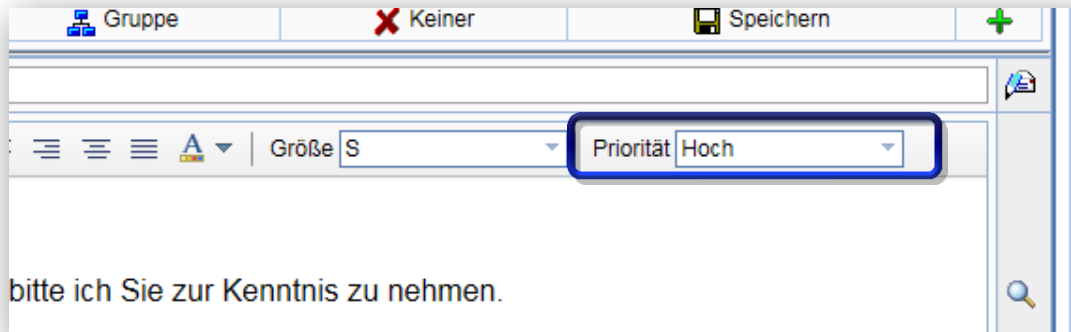 Gruppe Keiner Speichern
Größe S Priorität Hoch
bitte ich Sie zur Kenntnis zu nehmen.